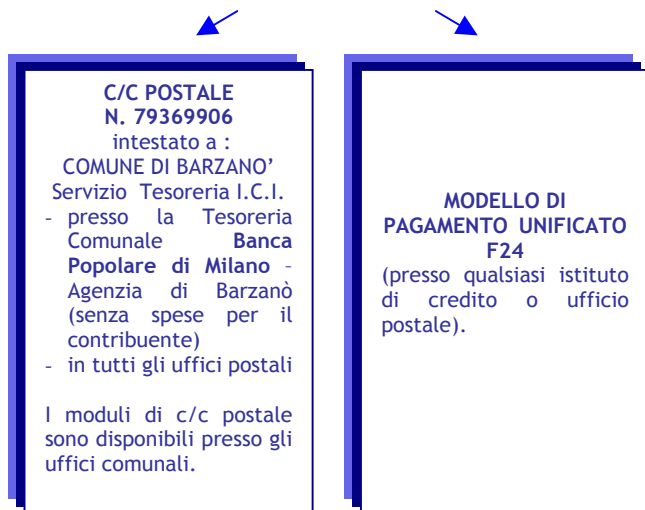 C/C POSTALE
N. 79369906
intestato a :
COMUNE DI BARZANO’
Servizio Tesoreria I.C.I.
- presso la Tesoreria
Comunale Banca
Popolare di Milano –
Agenzia di Barzanò
(senza spese per il
contribuente)
- in tutti gli uffici postali
I moduli di c/c postale
sono disponibili presso gli
uffici comunali.
MODELLO DI
PAGAMENTO UNIFICATO
F24
(presso qualsiasi istituto
di credito o ufficio
postale).